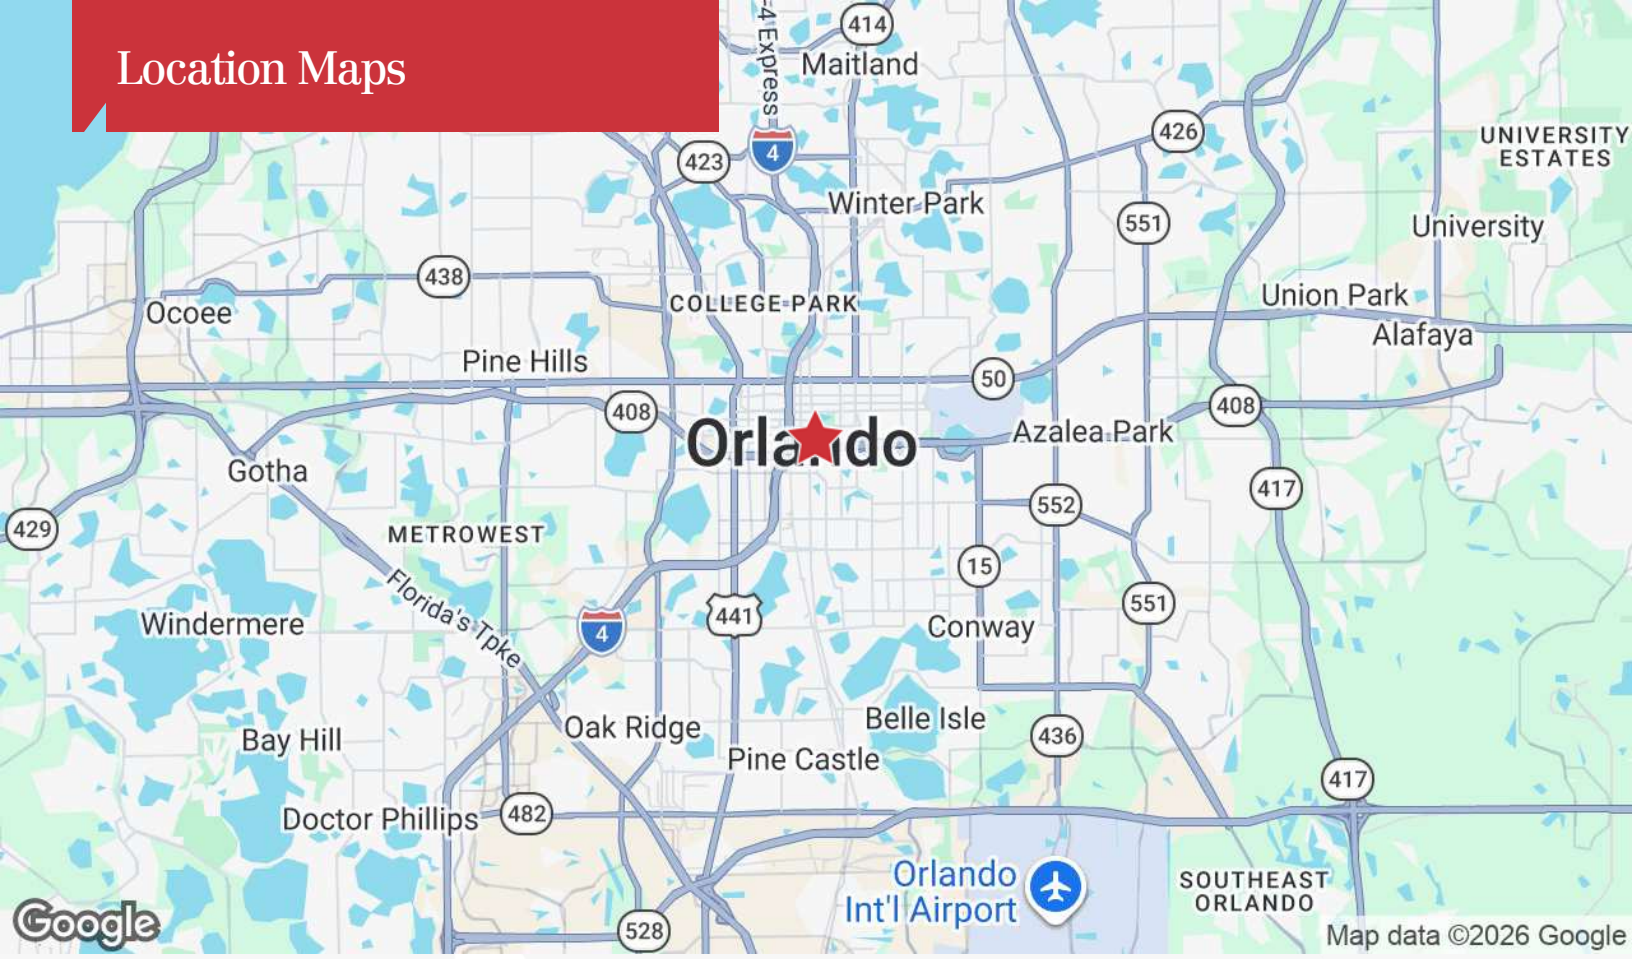 Location Maps
-4 Express
414
Maitland
426
UNIVERSITY
ESTATES
423
4
Winter Park
551
University
438
COLLEGE PARK
Union Park
Ocoee
Alafaya
Pine Hills
50
408
408
Orlando
Azalea Park
Gotha
417
429
METROWEST
552
15
Florida's Tpke
441
551
Windermere
4
Conway
Oak Ridge
Belle Isle
Bay Hill
436
Pine Castle
417
Doctor Phillips
482
Orlando
Int'l Airport
SOUTHEAST
ORLANDO
Google
528
Map data ©2026 Google